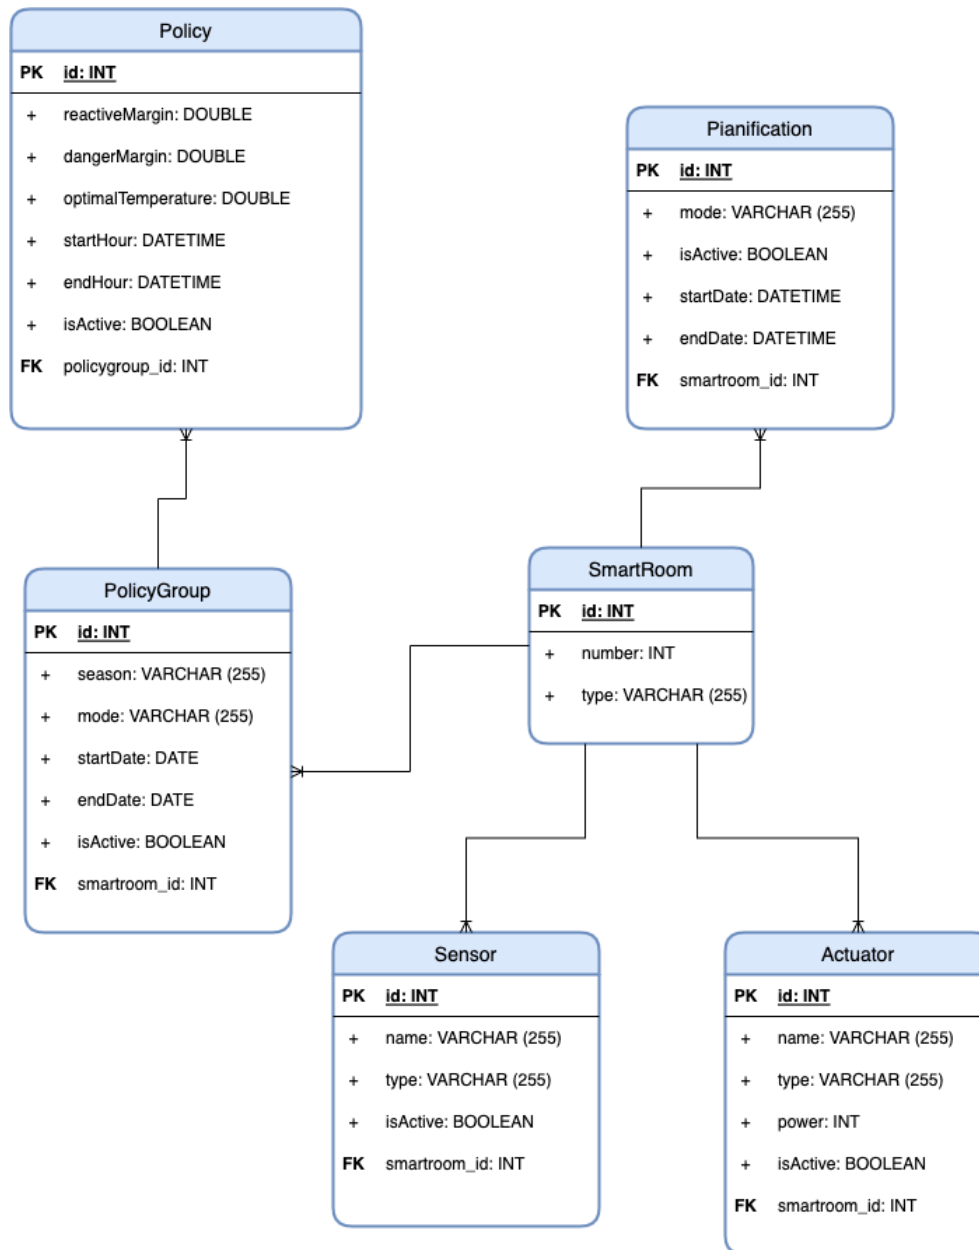 Policy
PK id: INT
+ reactiveMargin: DOUBLE
+ dangerMargin: DOUBLE
+ optimalTemperature: DOUBLE
+ startHour: DATETIME
+ endHour: DATETIME
+ isActive: BOOLEAN
FK policygroup_id: INT
Pianification
PK id: INT
+ mode: VARCHAR (255)
+ isActive: BOOLEAN
+ startDate: DATETIME
+ endDate: DATETIME
FK smartroom_id: INT
PolicyGroup
PK id: INT
+ season: VARCHAR (255)
+ mode: VARCHAR (255)
+ startDate: DATE
+ endDate: DATE
+ isActive: BOOLEAN
FK smartroom_id: INT
SmartRoom
PK id: INT
+ number: INT
+ type: VARCHAR (255)
Sensor
PK id: INT
+ name: VARCHAR (255)
+ type: VARCHAR (255)
+ isActive: BOOLEAN
FK smartroom_id: INT
Actuator
PK id: INT
+ name: VARCHAR (255)
+ type: VARCHAR (255)
+ power: INT
+ isActive: BOOLEAN
FK smartroom_id: INT